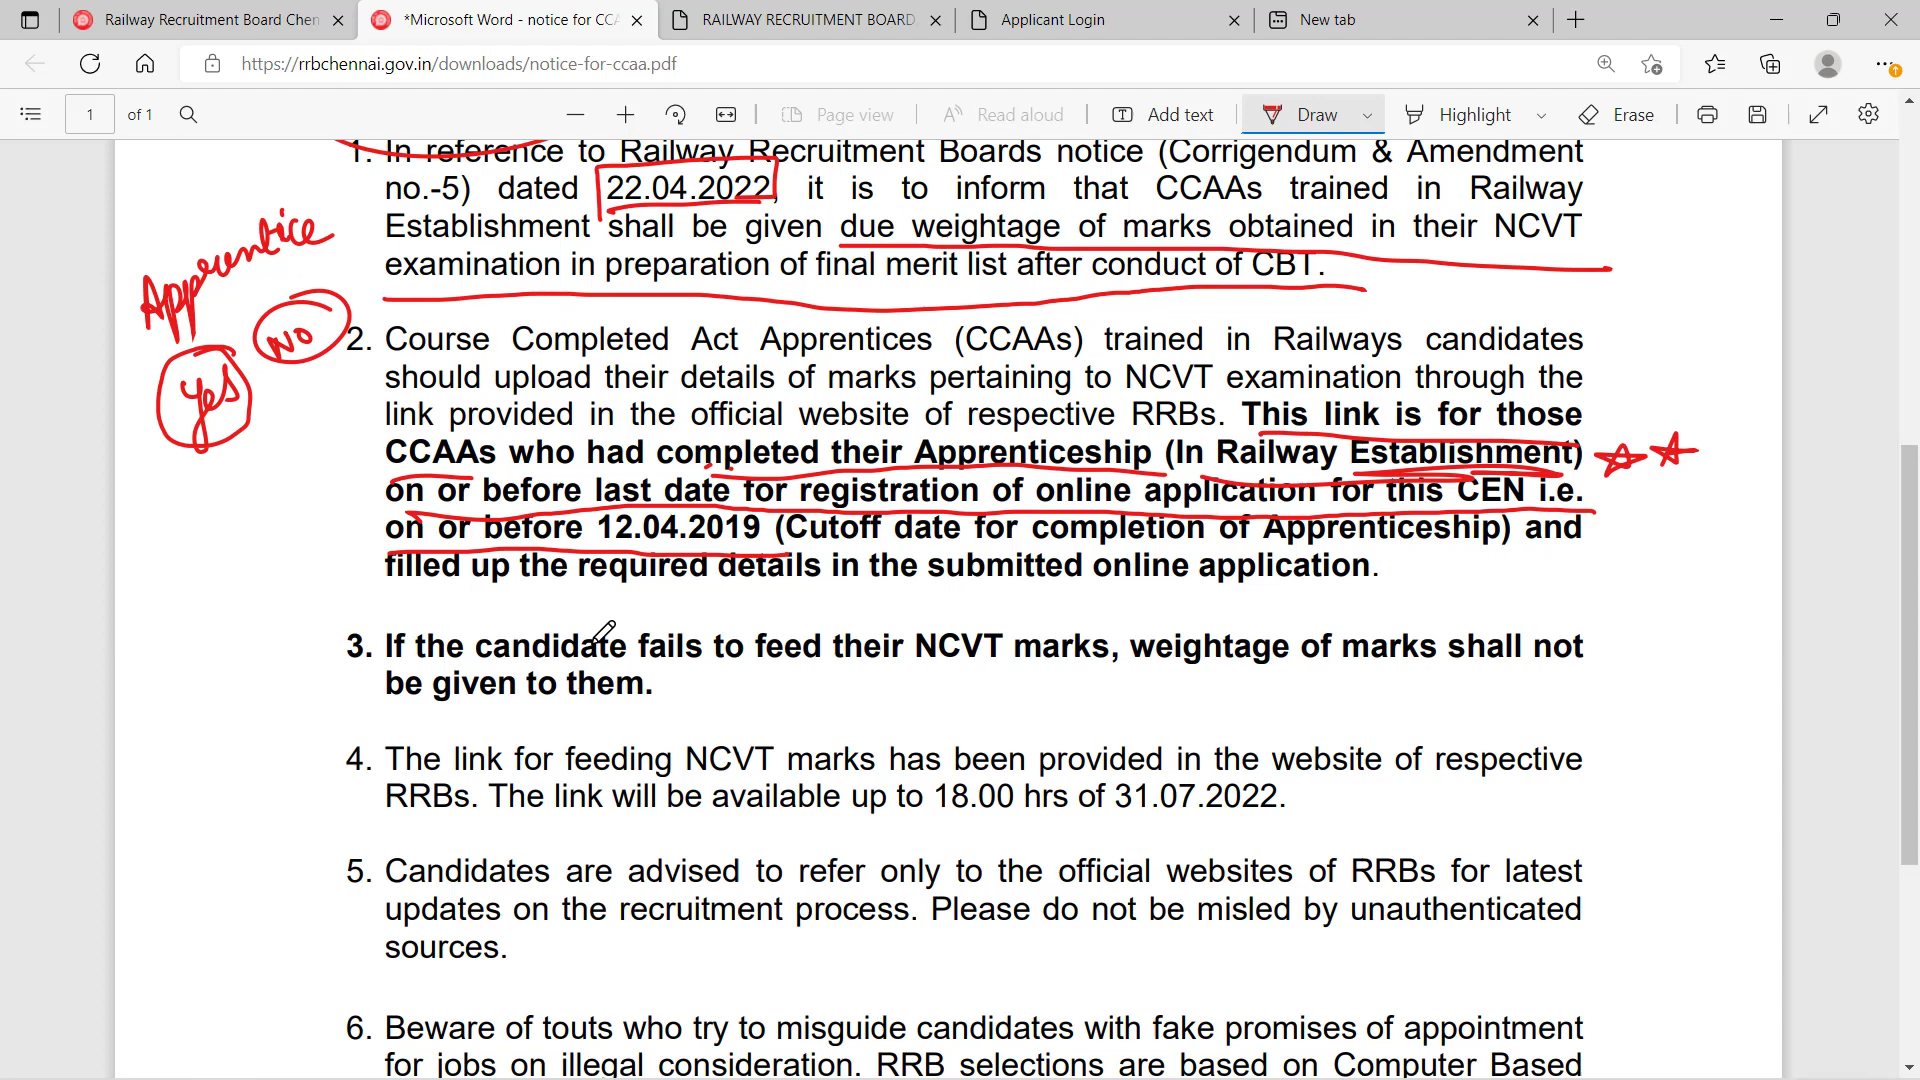 Railway Recruitment Board Chen
*Microsoft Word - notice for CCA
RAILWAY RECRUITMENT BOARD
Applicant Login
New tab
https://rrbchennai.gov.in/downloads/notice-for-ccaa.pdf
1 of 1
Page view
Read aloud
Add text
Draw
Highlight
Erase
1. In reference to Railway Recruitment Boards notice (Corrigendum & Amendment
no.-5) dated 22.04.2022, it is to inform that CCAAs trained in Railway
Establishment shall be given due weightage of marks obtained in their NCVT
examination in preparation of final merit list after conduct of CBT.
Apprentice
NO
Yes
2. Course Completed Act Apprentices (CCAAs) trained in Railways candidates
should upload their details of marks pertaining to NCVT examination through the
link provided in the official website of respective RRBs. This link is for those
CCAAs who had completed their Apprenticeship (In Railway Establishment)
on or before last date for registration of online application for this CEN i.e.
on or before 12.04.2019 (Cutoff date for completion of Apprenticeship) and
filled up the required details in the submitted online application.
3. If the candidate fails to feed their NCVT marks, weightage of marks shall not
be given to them.
4. The link for feeding NCVT marks has been provided in the website of respective
RRBs. The link will be available up to 18.00 hrs of 31.07.2022.
5. Candidates are advised to refer only to the official websites of RRBs for latest
updates on the recruitment process. Please do not be misled by unauthenticated
sources.
6. Beware of touts who try to misguide candidates with fake promises of appointment
for jobs on illegal consideration. RRB selections are based on Computer Based